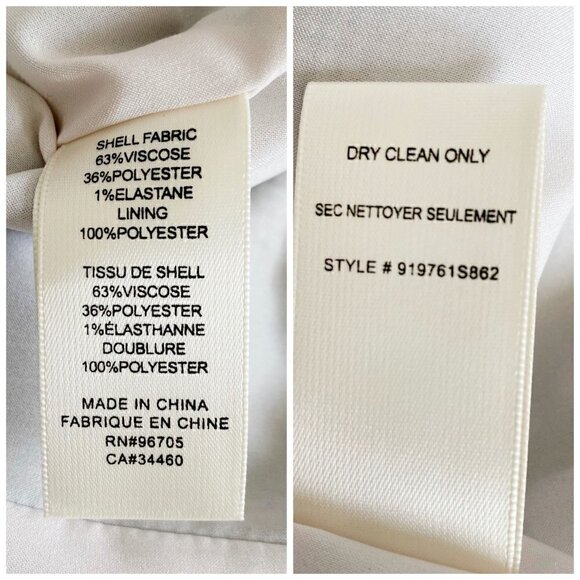 SHELL FABRIC
63%VISCOSE
36%POLYESTER
1%ELASTANE
LINING
100%POLYESTER
TISSU DE SHELL
63%VISCOSE
36%POLYESTER
1%ÉLASTHANNE
DOUBLURE
100%POLYESTER
MADE IN CHINA
FABRIQUE EN CHINE
RN#96705
CA#34460
DRY CLEAN ONLY
SEC NETTOYER SEULEMENT
STYLE # 919761S862